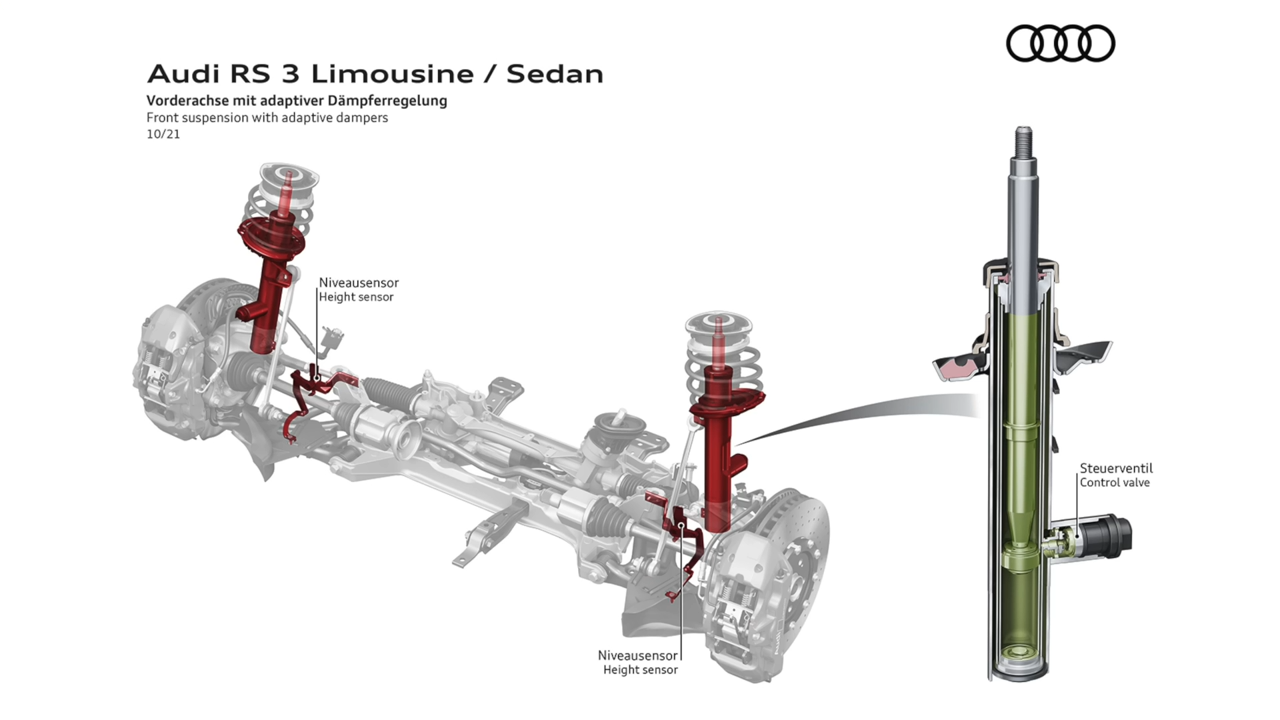 Audi RS 3 Limousine / Sedan
Vorderachse mit adaptiver Dämpferregelung
Front suspension with adaptive dampers
10/21
Niveausensor
Height sensor
Steuerventil
Control valve
Niveausensor
Height sensor